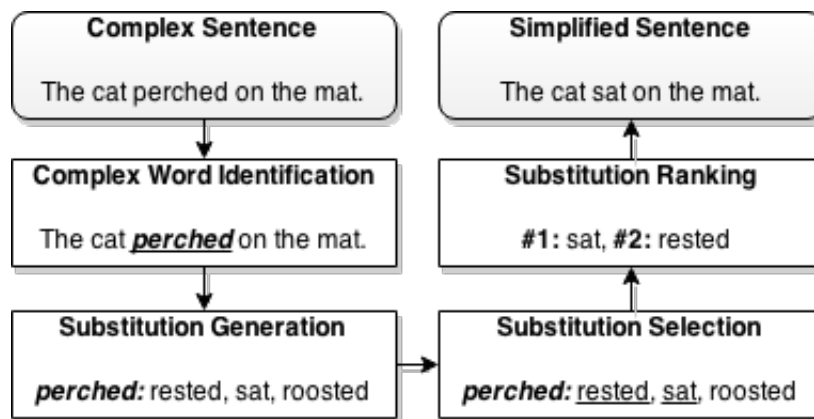 Complex Sentence
The cat perched on the mat.
Complex Word Identification
The cat perched on the mat.
Substitution Generation
perched: rested, sat, roosted
Substitution Selection
perched: rested, sat, roosted
Substitution Ranking
#1: sat, #2: rested
Simplified Sentence
The cat sat on the mat.